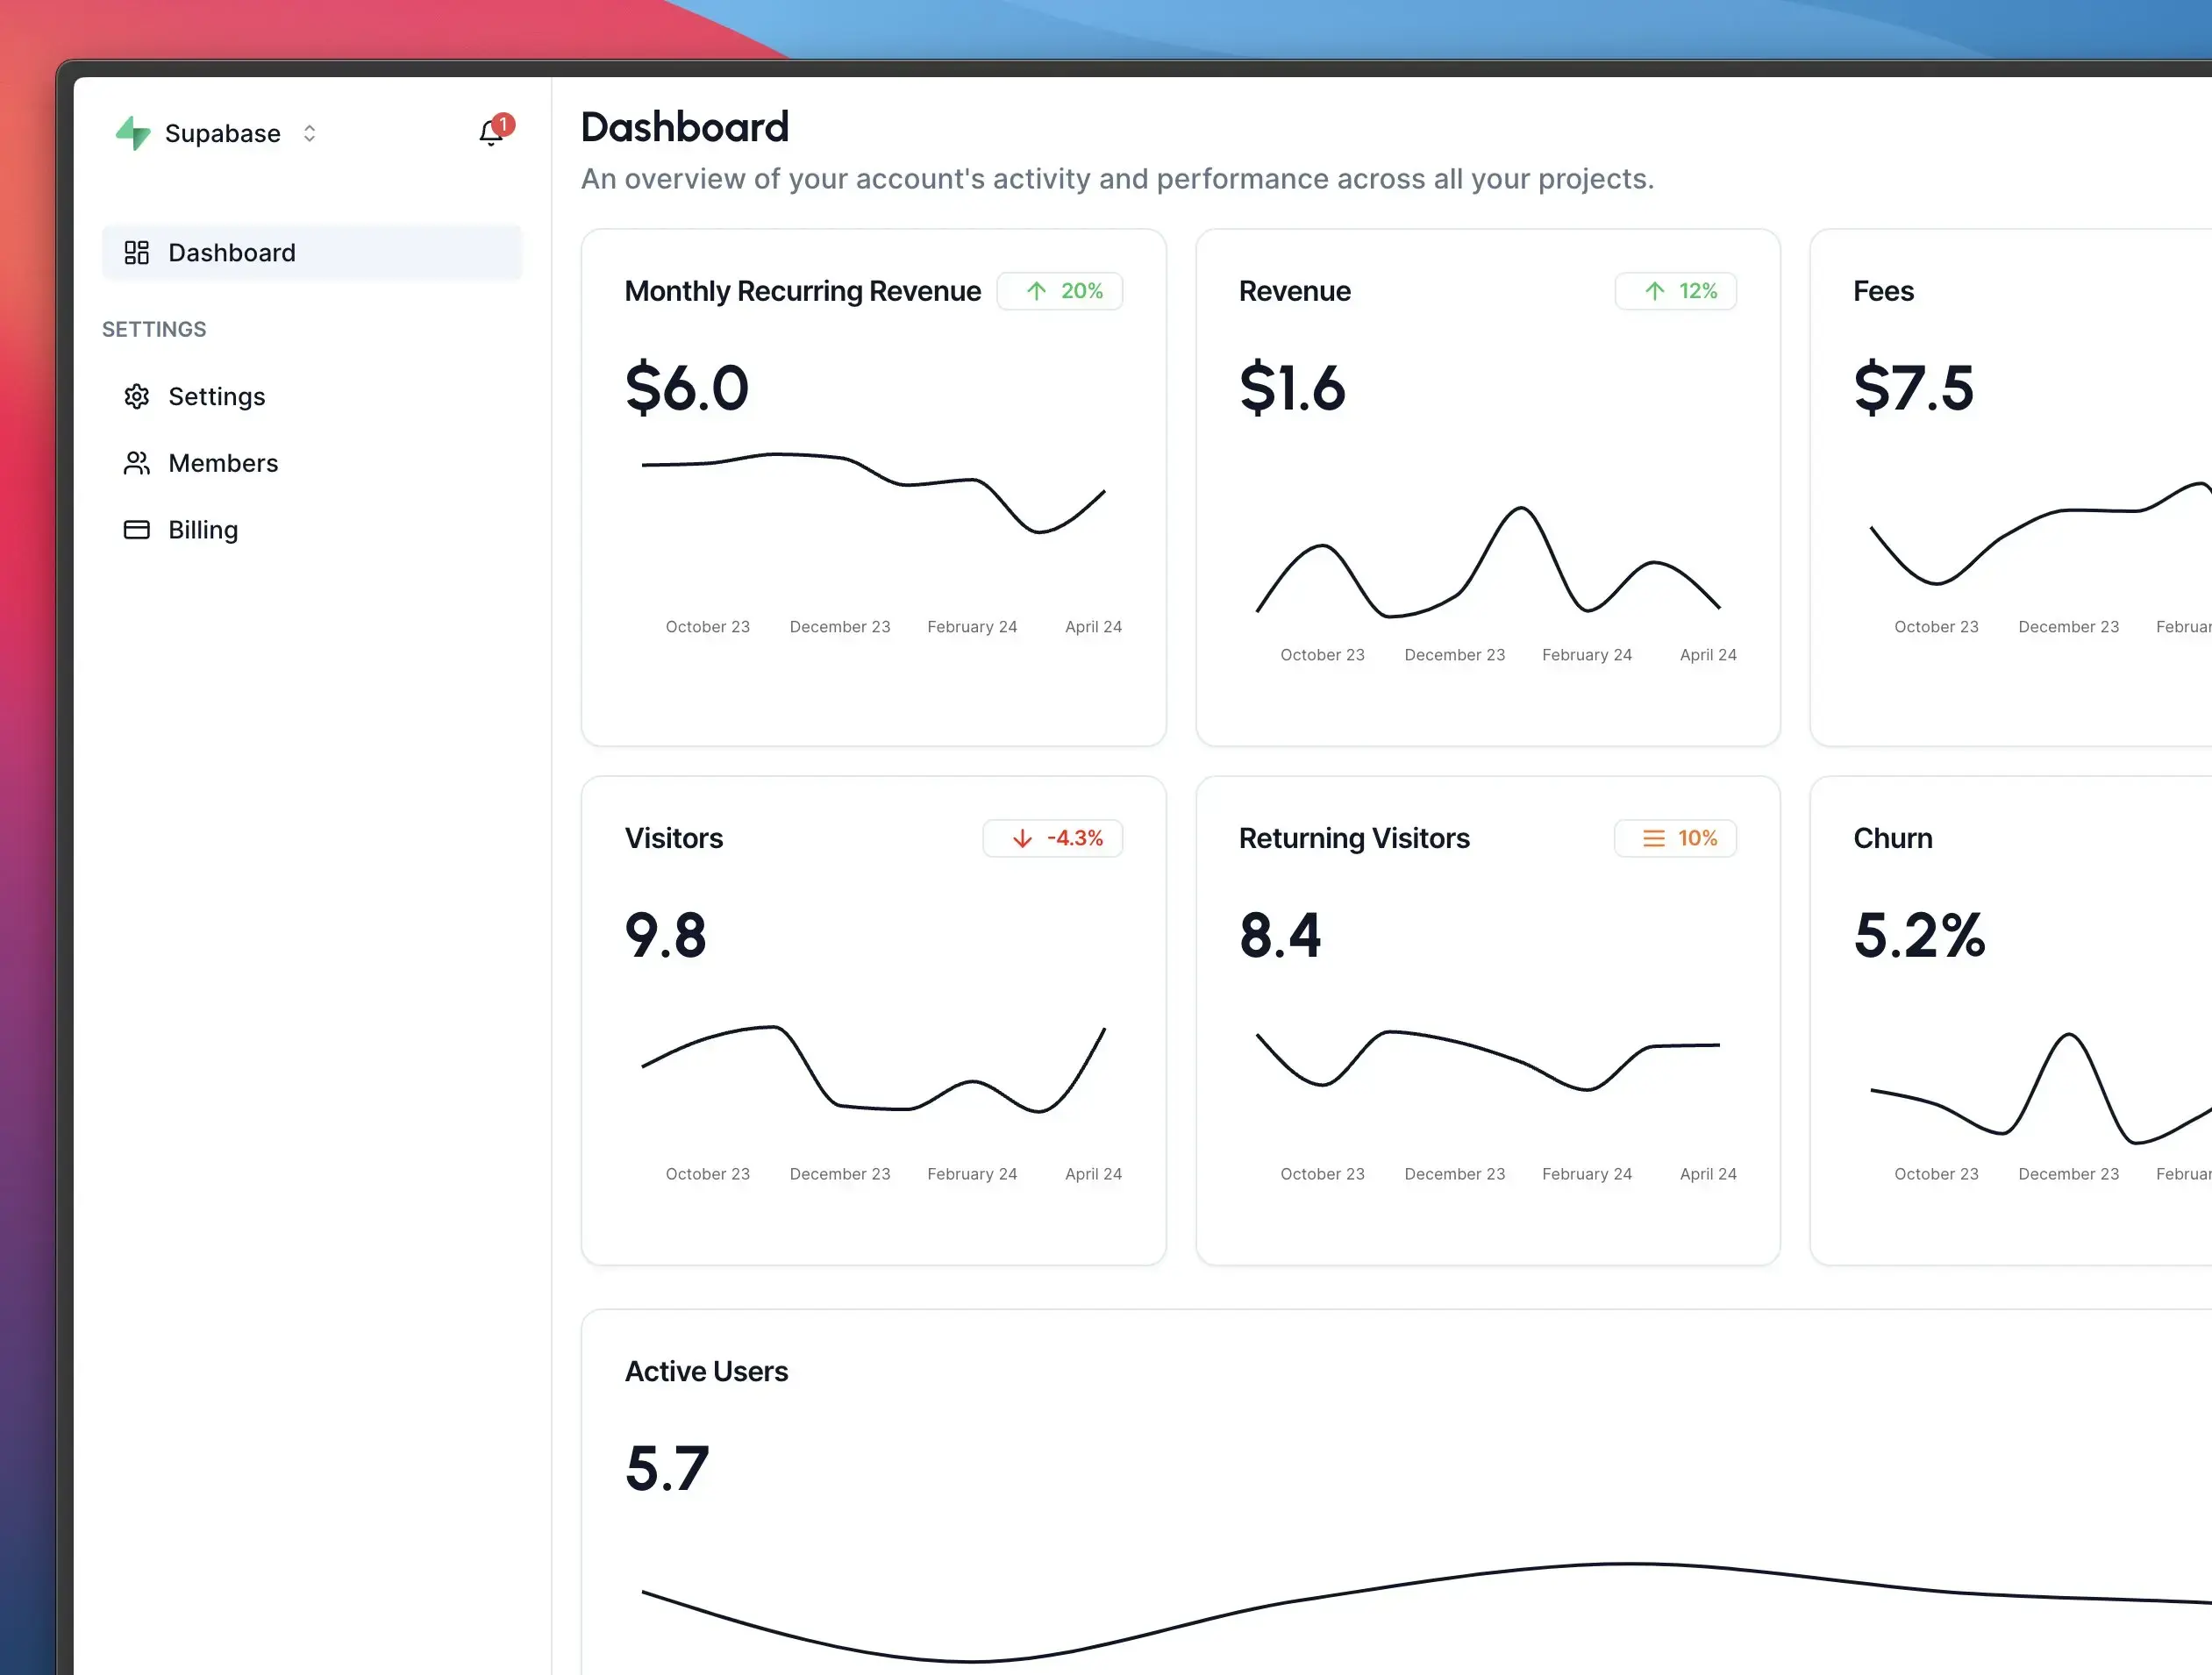 Supabase
1
Dashboard
SETTINGS
Settings
Members
Billing
Dashboard
An overview of your account's activity and performance across all your projects.
Monthly Recurring Revenue
20%
$6.0
October 23 December 23 February 24 April 24
Revenue
12%
$1.6
October 23 December 23 February 24 April 24
Fees
$7.5
October 23 December 23
Visitors
-4.3%
9.8
October 23 December 23 February 24 April 24
Returning Visitors
10%
8.4
October 23 December 23 February 24 April 24
Churn
5.2%
October 23 December 23
Active Users
5.7